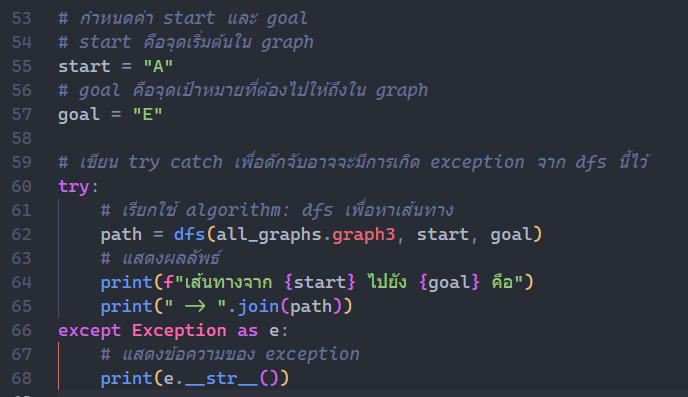 53 # กำหนดค่า start และ goal
54 # start คือจุดเริ่มต้นใน graph
55 start = "A"
56 # goal คือจุดเป้าหมายที่ต้องไปให้ถึงใน graph
57 goal = "E"
58
59 # เขียน try catch เพื่อดักจับอาจจะมีการเกิด exception จาก dfs นี้ไว้
60 try:
61     # เรียกใช้ algorithm: dfs เพื่อหาเส้นทาง
62     path = dfs(all_graphs.graph3, start, goal)
63     # แสดงผลลัพธ์
64     print(f"เส้นทางจาก {start} ไปยัง {goal} คือ")
65     print(" -> ".join(path))
66 except Exception as e:
67     # แสดงข้อความของ exception
68     print(e.__str__())